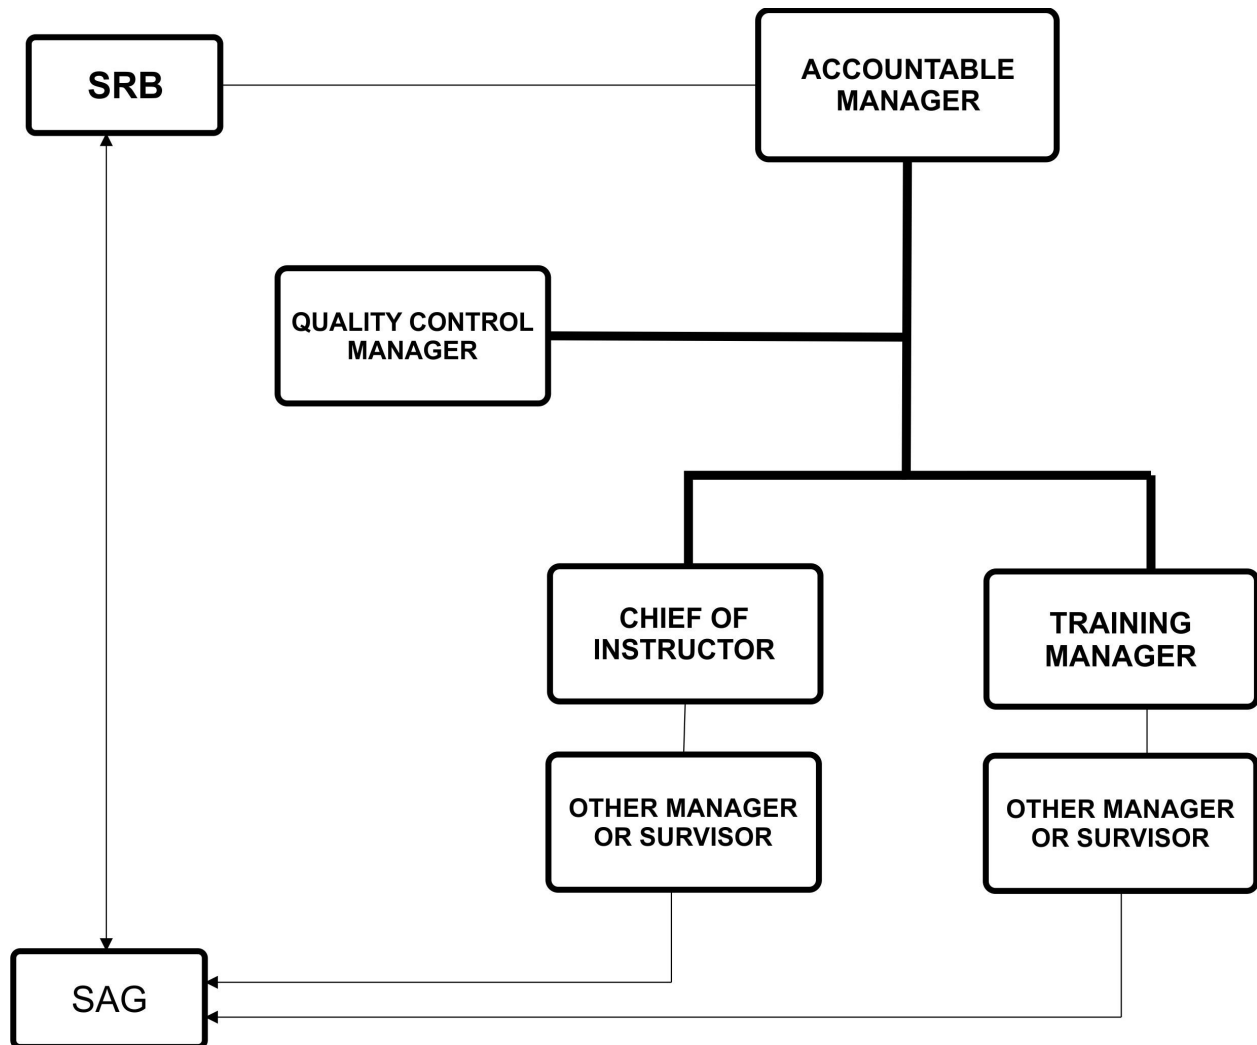 SRB
ACCOUNTABLE
MANAGER
QUALITY CONTROL
MANAGER
CHIEF OF
INSTRUCTOR
TRAINING
MANAGER
OTHER MANAGER
OR SURVISOR
OTHER MANAGER
OR SURVISOR
SAG